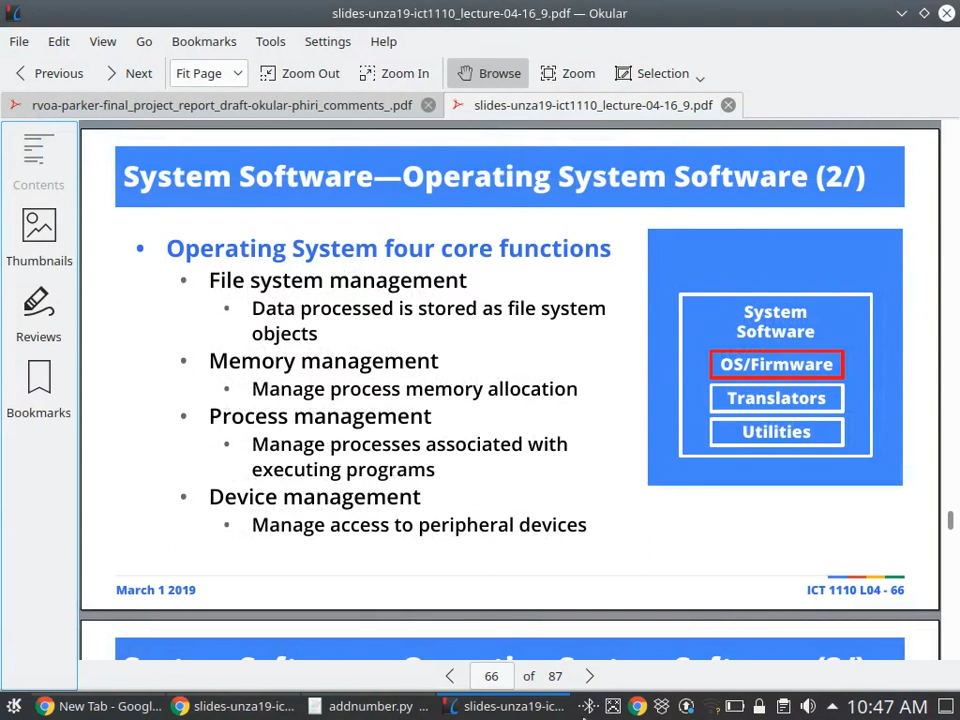 slides-unza19-ict1110_lecture-04-16_9.pdf — Okular
File Edit View Go Bookmarks Tools Settings Help
Previous Next Fit Page Zoom Out Zoom In Browse Zoom Selection
rvoa-parker-final_project_report_draft-okular-phiri_comments_.pdf slides-unza19-ict1110_lecture-04-16_9.pdf
Contents
Thumbnails
Reviews
Bookmarks
System Software—Operating System Software (2/)
• Operating System four core functions
• File system management
• Data processed is stored as file system
objects
• Memory management
• Manage process memory allocation
• Process management
• Manage processes associated with
executing programs
• Device management
• Manage access to peripheral devices
System
Software
OS/Firmware
Translators
Utilities
March 1 2019
ICT 1110 L04 - 66
66 of 87
New Tab - Googl... slides-unza19-ic... addnumber.py ... slides-unza19-ic... 10:47 AM